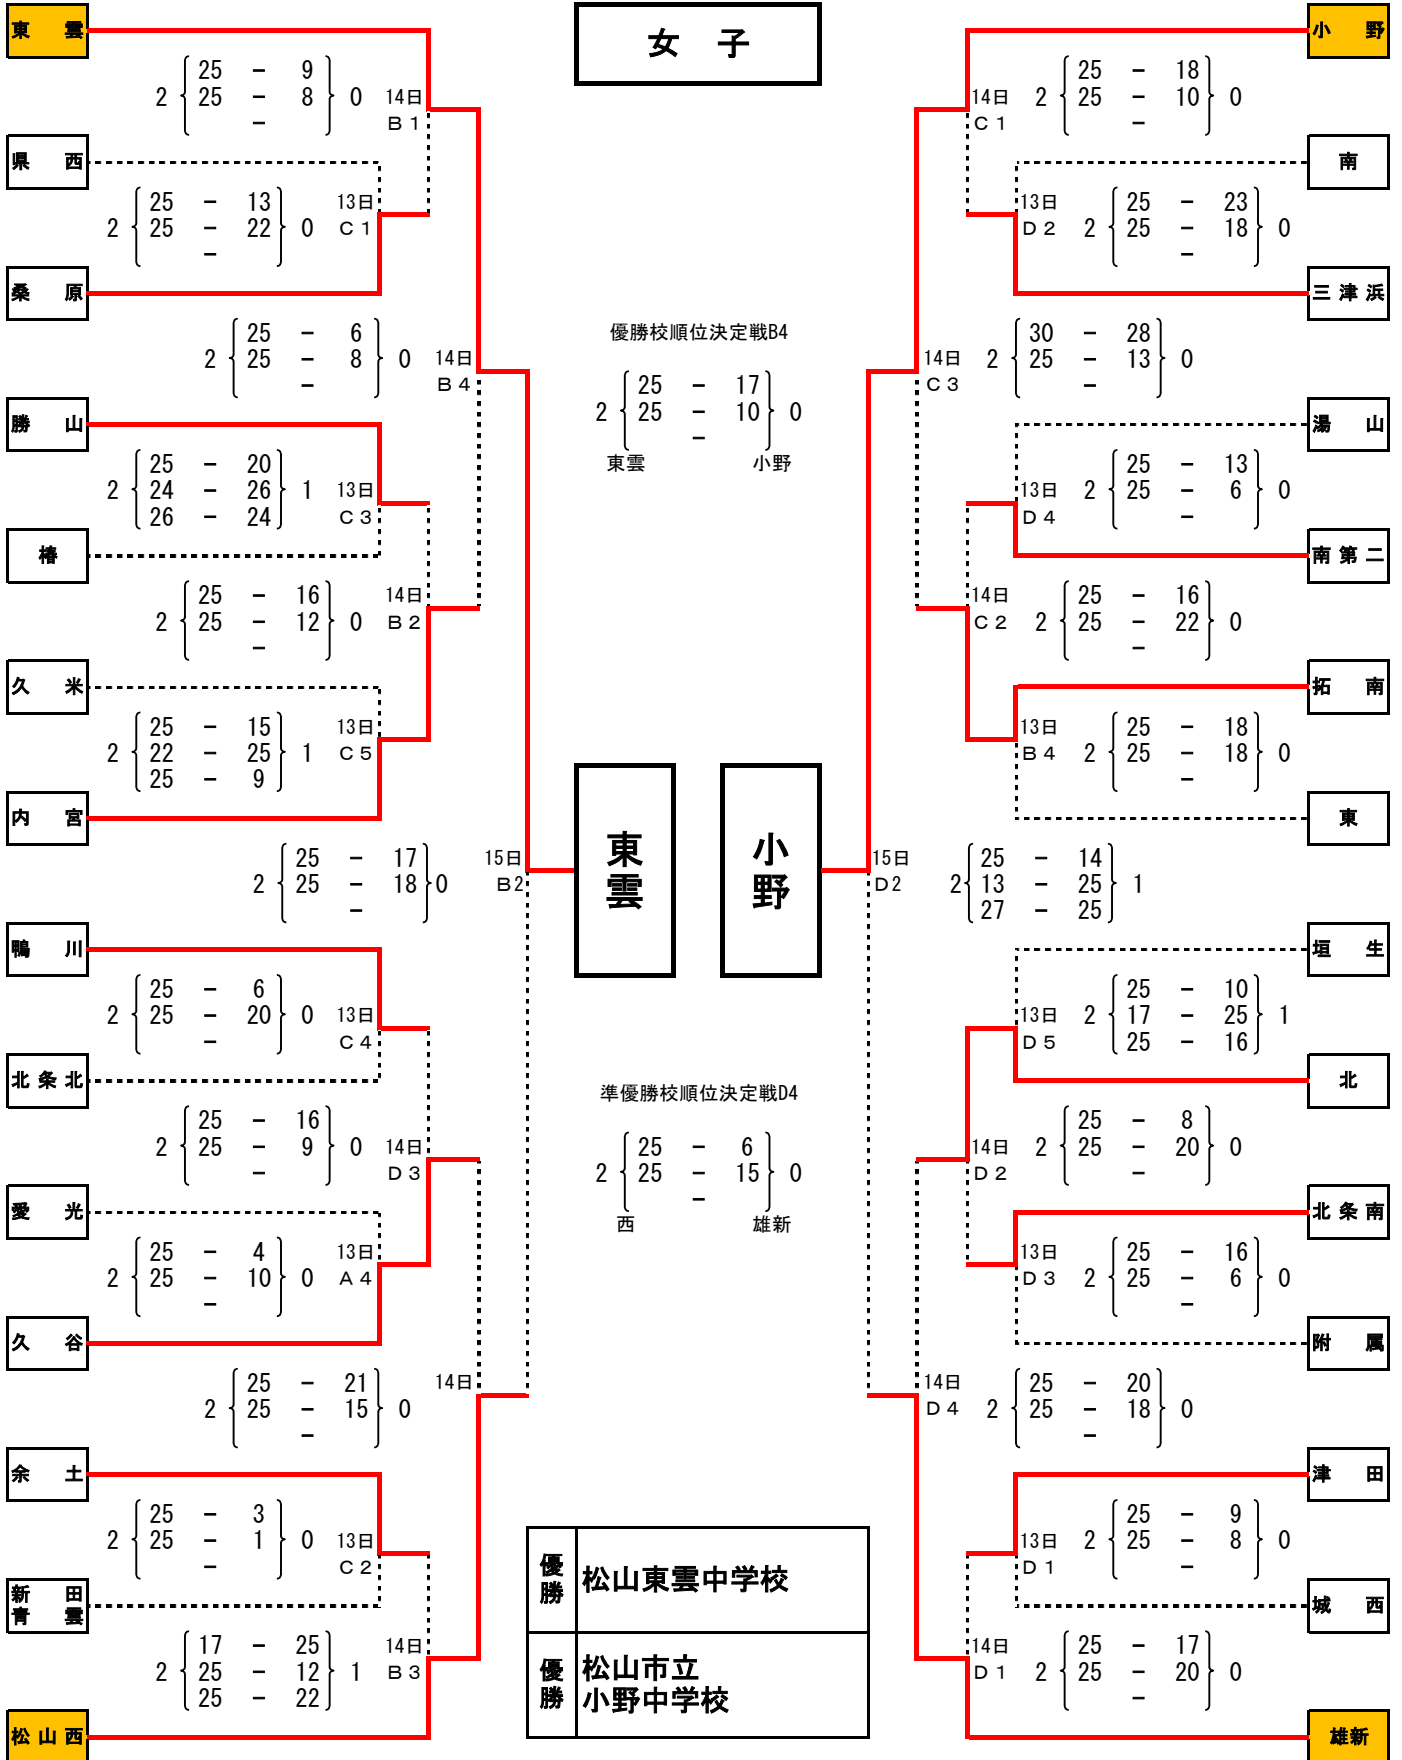 女　子
東　雲
2 25 － 9 0
25 － 8
－
14日
B 1
県　西
2 25 － 13 0
25 － 22
－
13日
C 1
桑　原
2 25 － 6 0
25 － 8
－
14日
B 4
勝　山
2 25 － 20 1
24 － 26
26 － 24
13日
C 3
椿
2 25 － 16 0
25 － 12
－
14日
B 2
久　米
2 25 － 15 1
22 － 25
25 － 9
13日
C 5
内　宮
2 25 － 17 0
25 － 18
－
15日
B2
鴨　川
2 25 － 6 0
25 － 20
－
13日
C 4
北 条 北
2 25 － 16 0
25 － 9
－
14日
D 3
愛　光
2 25 － 4 0
25 － 10
－
13日
A 4
久　谷
2 25 － 21 0
25 － 15
－
14日
余　土
2 25 － 3 0
25 － 1
－
13日
C 2
新　田
青　雲
2 17 － 25 1
25 － 12
25 － 22
14日
B 3
松 山 西
優勝校順位決定戦B4
2 25 － 17 0
25 － 10
－
東雲　小野
東雲
小野
準優勝校順位決定戦D4
2 25 － 6 0
25 － 15
－
西　雄新
優勝 松山東雲中学校
優勝 松山市立
小野中学校
小　野
14日
C 1
2 25 － 18 0
25 － 10
－
南
13日
D 2
2 25 － 23 0
25 － 18
－
三 津 浜
14日
C 3
2 30 － 28 0
25 － 13
－
湯　山
13日
D 4
2 25 － 13 0
25 － 6
－
南 第 二
14日
C 2
2 25 － 16 0
25 － 22
－
拓　南
13日
B 4
2 25 － 18 0
25 － 18
－
東
15日
D2
2 25 － 14 1
13 － 25
27 － 25
垣　生
13日
D 5
2 25 － 10 1
17 － 25
25 － 16
北
14日
D 2
2 25 － 8 0
25 － 20
－
北 条 南
13日
D 3
2 25 － 16 0
25 － 6
－
附　属
14日
D 4
2 25 － 20 0
25 － 18
－
津　田
13日
D 1
2 25 － 9 0
25 － 8
－
城　西
14日
D 1
2 25 － 17 0
25 － 20
－
雄新